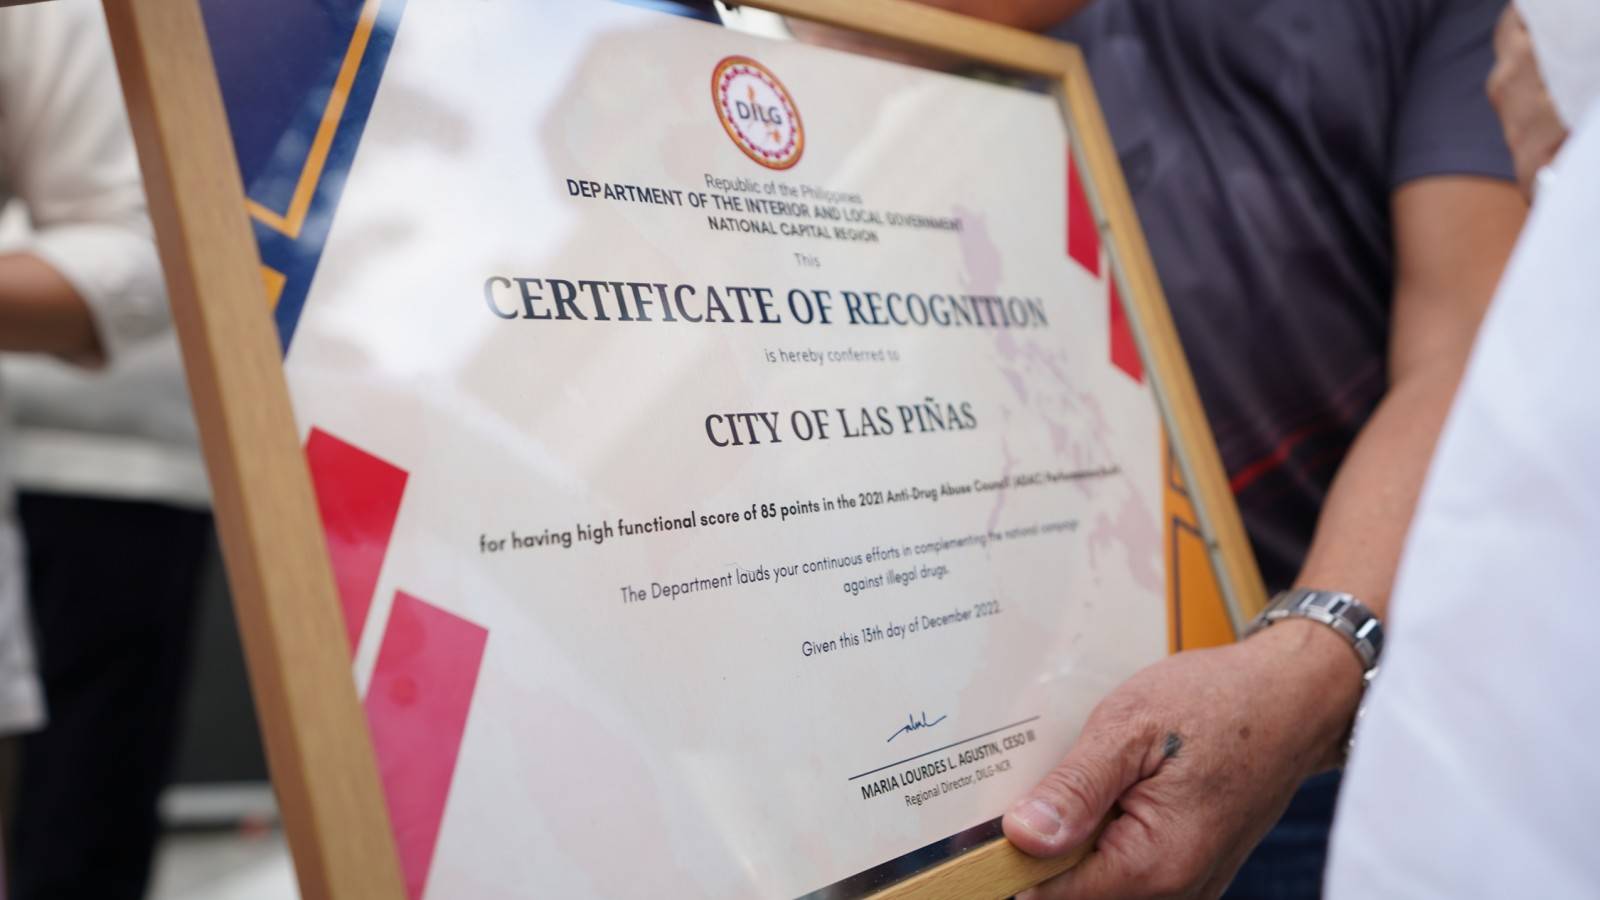 DILG
Republic of the Philippines
DEPARTMENT OF THE INTERIOR AND LOCAL GOVERNMENT
NATIONAL CAPITAL REGION
This
CERTIFICATE OF RECOGNITION
is hereby conferred to
CITY OF LAS PIÑAS
for having high functional score of 85 points in the 2021 Anti-Drug Abuse Council (ADAC) Performance
The Department lauds your continuous efforts in complementing the national campaign
against illegal drugs.
Given this 13th day of December 2022.
MARIA LOURDES L. AGUSTIN, CESO III
Regional Director, DILG-NCR